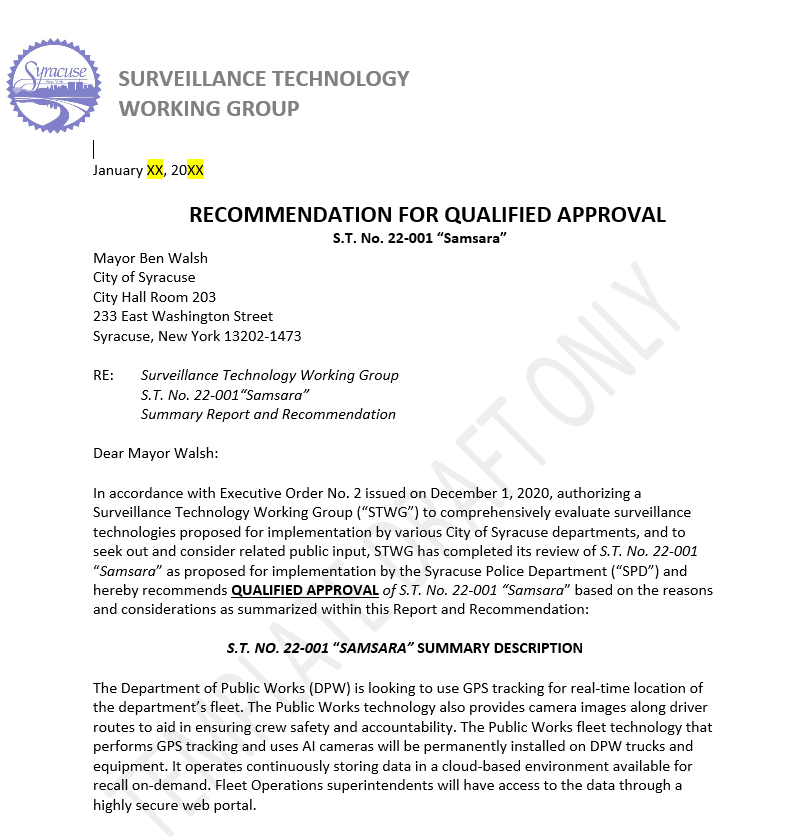 Syracuse
New York
SURVEILLANCE TECHNOLOGY
WORKING GROUP
January XX, 20XX
RECOMMENDATION FOR QUALIFIED APPROVAL
S.T. No. 22-001 “Samsara”
Mayor Ben Walsh
City of Syracuse
City Hall Room 203
233 East Washington Street
Syracuse, New York 13202-1473
RE: Surveillance Technology Working Group
S.T. No. 22-001“Samsara”
Summary Report and Recommendation
Dear Mayor Walsh:
In accordance with Executive Order No. 2 issued on December 1, 2020, authorizing a
Surveillance Technology Working Group (“STWG”) to comprehensively evaluate surveillance
technologies proposed for implementation by various City of Syracuse departments, and to
seek out and consider related public input, STWG has completed its review of S.T. No. 22-001
“Samsara” as proposed for implementation by the Syracuse Police Department (“SPD”) and
hereby recommends QUALIFIED APPROVAL of S.T. No. 22-001 “Samsara” based on the reasons
and considerations as summarized within this Report and Recommendation:
S.T. NO. 22-001 “SAMSARA” SUMMARY DESCRIPTION
The Department of Public Works (DPW) is looking to use GPS tracking for real-time location of
the department’s fleet. The Public Works technology also provides camera images along driver
routes to aid in ensuring crew safety and accountability. The Public Works fleet technology that
performs GPS tracking and uses AI cameras will be permanently installed on DPW trucks and
equipment. It operates continuously storing data in a cloud-based environment available for
recall on-demand. Fleet Operations superintendents will have access to the data through a
highly secure web portal.
TEMPLATE DRAFT ONLY